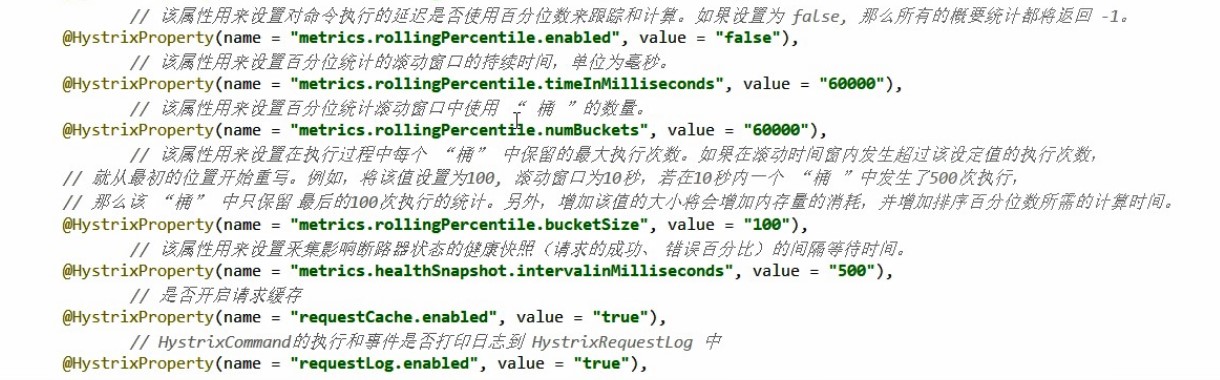 // 该属性用来设置对命令执行的延迟是否使用百分位数来跟踪和计算。如果设置为 false, 那么所有的概要统计都将返回 -1。
@HystrixProperty(name = "metrics.rollingPercentile.enabled", value = "false"),
// 该属性用来设置百分位统计的滚动窗口的持续时间，单位为毫秒。
@HystrixProperty(name = "metrics.rollingPercentile.timeInMilliseconds", value = "60000"),
// 该属性用来设置百分位统计滚动窗口中使用 “ 桶 ”的数量。
@HystrixProperty(name = "metrics.rollingPercentile.numBuckets", value = "60000"),
// 该属性用来设置在执行过程中每个 “桶” 中保留的最大执行次数。如果在滚动时间窗内发生超过该设定值的执行次数，
// 就从最初的位置开始重写。例如，将该值设置为100, 滚动窗口为10秒，若在10秒内一个 “桶 ”中发生了500次执行，
// 那么该 “桶” 中只保留 最后的100次执行的统计。另外，增加该值的大小将会增加内存量的消耗，并增加排序百分位数所需的计算时间。
@HystrixProperty(name = "metrics.rollingPercentile.bucketSize", value = "100"),
// 该属性用来设置采集影响断路器状态的健康快照（请求的成功、 错误百分比）的间隔等待时间。
@HystrixProperty(name = "metrics.healthSnapshot.intervalinMilliseconds", value = "500"),
// 是否开启请求缓存
@HystrixProperty(name = "requestCache.enabled", value = "true"),
// HystrixCommand的执行和事件是否打印日志到 HystrixRequestLog 中
@HystrixProperty(name = "requestLog.enabled", value = "true"),